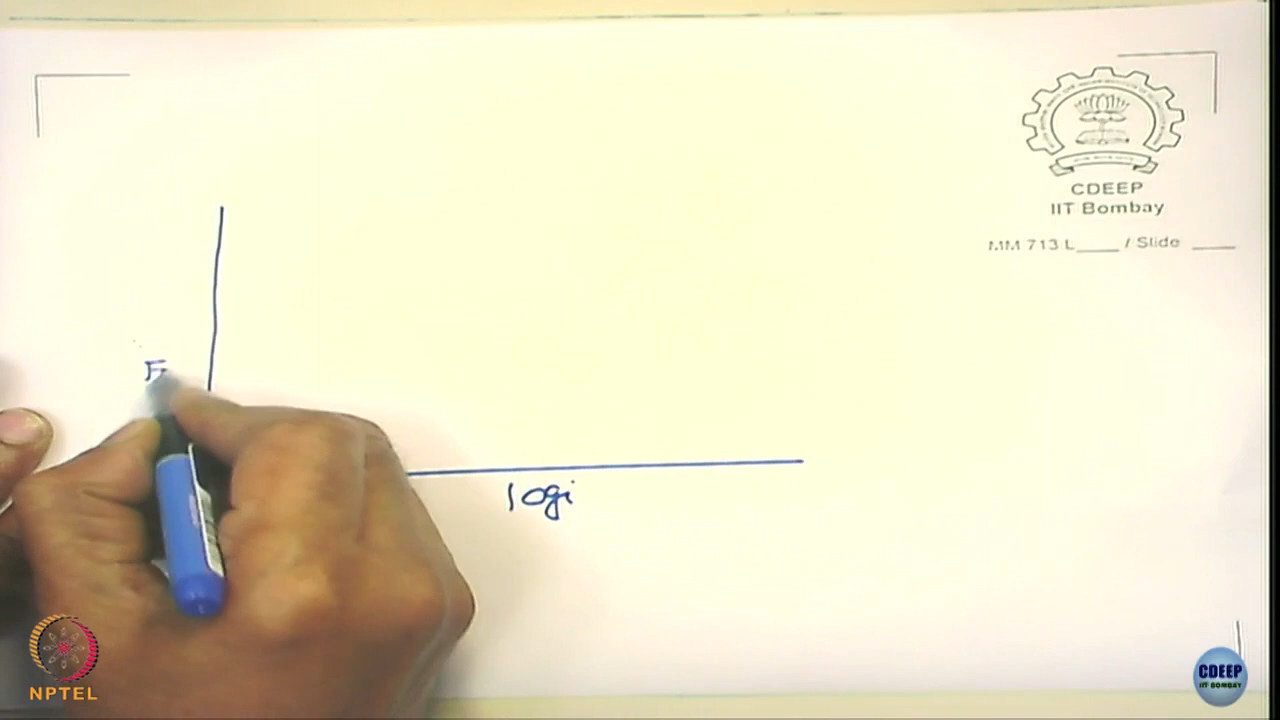 CDEEP
IIT Bombay
MM 713 L____ / Slide ____
E
log i
NPTEL
CDEEP
IIT BOMBAY